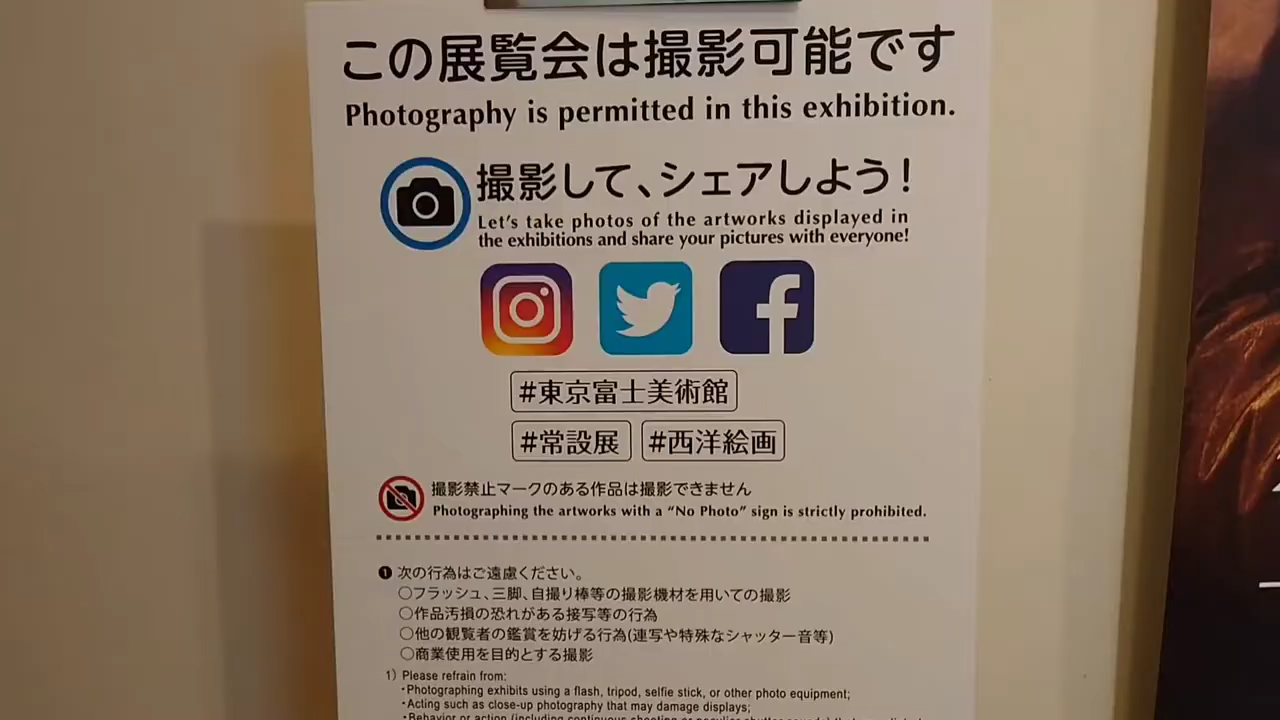 この展覧会は撮影可能です
Photography is permitted in this exhibition.
撮影して、シェアしよう!
Let's take photos of the artworks displayed in
the exhibitions and share your pictures with everyone!
#東京富士美術館
#常設展 #西洋絵画
撮影禁止マークのある作品は撮影できません
Photographing the artworks with a “No Photo” sign is strictly prohibited.
❶ 次の行為はご遠慮ください。
○フラッシュ、三脚、自撮り棒等の撮影機材を用いての撮影
○作品汚損の恐れがある接写等の行為
○他の観覧者の鑑賞を妨げる行為(連写や特殊なシャッター音等)
○商業使用を目的とする撮影
1) Please refrain from:
・Photographing exhibits using a flash, tripod, selfie stick, or other photo equipment;
・Acting such as close-up photography that may damage displays;
・Behavior or action (including continuous shooting or peculiar shutter sounds)